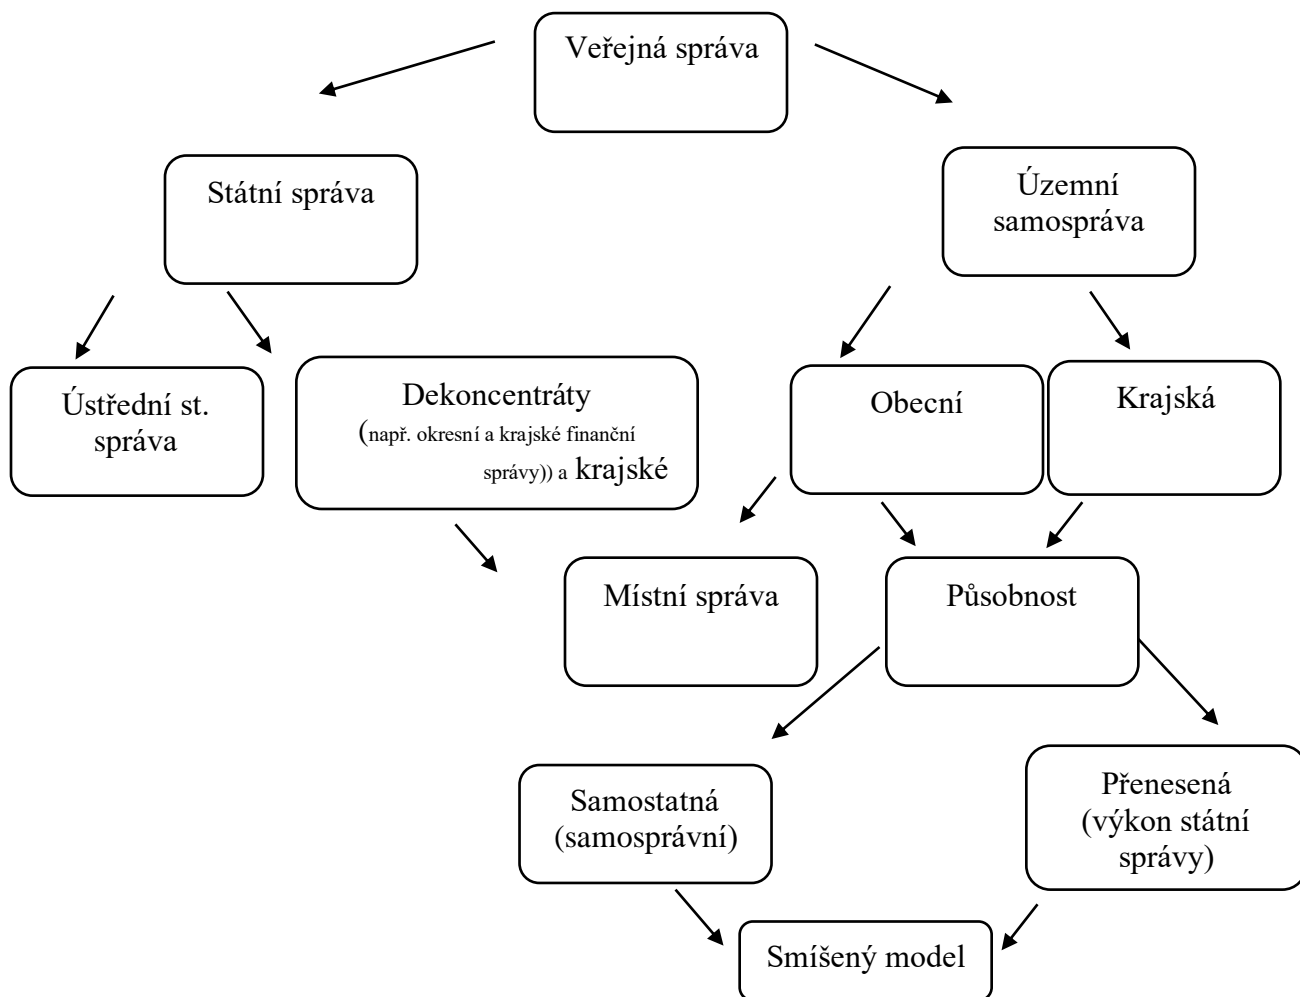 Veřejná správa
Státní správa
Územní
samospráva
Ústřední st.
správa
Dekoncentráty
(např. okresní a krajské finanční
správy)) a krajské
Obecní
Krajská
Místní správa
Působnost
Samostatná
(samosprávní)
Přenesená
(výkon státní
správy)
Smíšený model